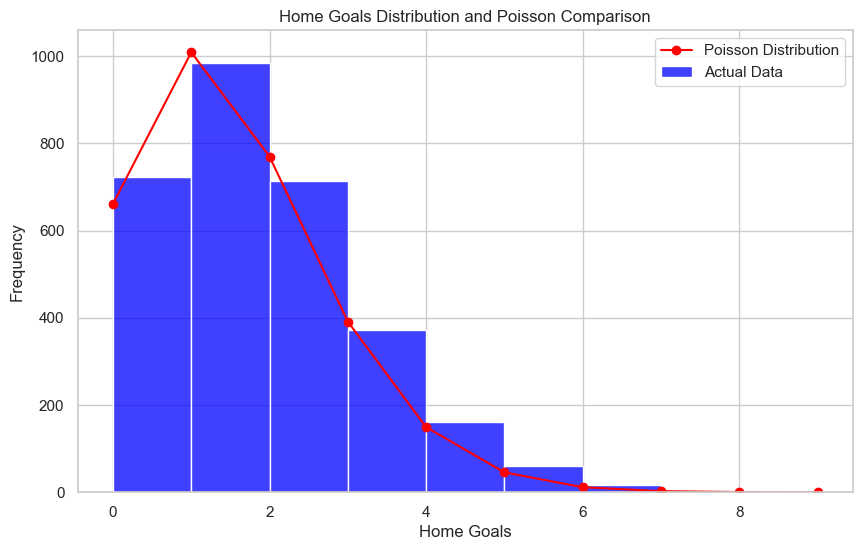 Home Goals Distribution and Poisson Comparison
Poisson Distribution
Actual Data
1000
800
600
400
200
0
0 2 4 6 8
Frequency
Home Goals